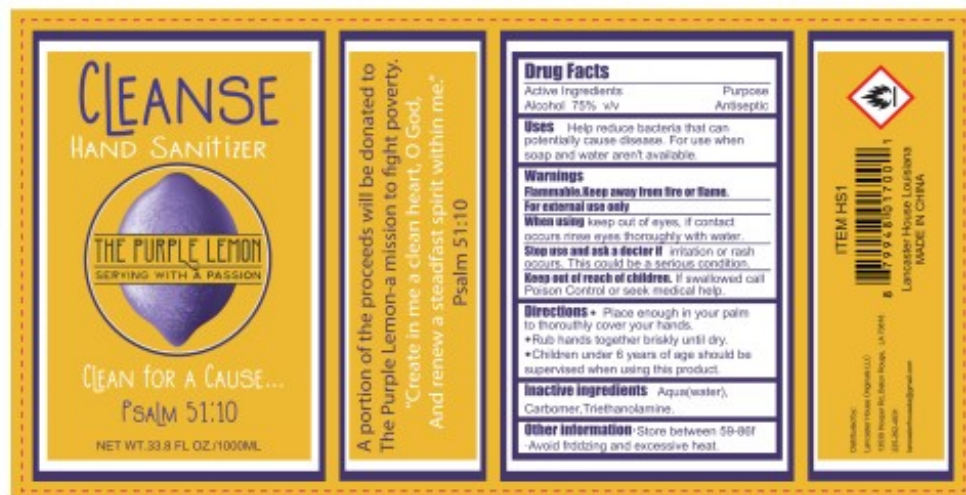 CLEANSE
HAND SANITIZER
THE PURPLE LEMON
SERVING WITH A PASSION
CLEAN FOR A CAUSE...
PSALM 51:10
NET WT.33.8 FL OZ/1000ML
A portion of the proceeds will be donated to
The Purple Lemon-a mission to fight poverty.
"Create in me a clean heart, O God,
And renew a steadfast spirit within me."
Psalm 51:10
Drug Facts
Active Ingredients Purpose
Alcohol 75% v/v Antiseptic
Uses Help reduce bacteria that can
potentially cause disease. For use when
soap and water aren't available.
Warnings
Flammable.Keep away from fire or flame.
For external use only
When using keep out of eyes, if contact
occurs rinse eyes thoroughly with water.
Stop use and ask a doctor if irritation or rash
occurs. This could be a serious condition.
Keep out of reach of children. If swallowed call
Poison Control or seek medical help.
Directions • Place enough in your palm
to thorouthly cover your hands.
•Rub hands together briskly until dry.
•Children under 6 years of age should be
supervised when using this product.
Inactive ingredients Aqua(water),
Carbomer,Triethanolamine.
Other information·Store between 59-86f
·Avoid frddzing and excessive heat.
ITEM HS1
8 79948 01700 1
Lancaster House Louisiana
MADE IN CHINA
Lancaster House Originals LLC